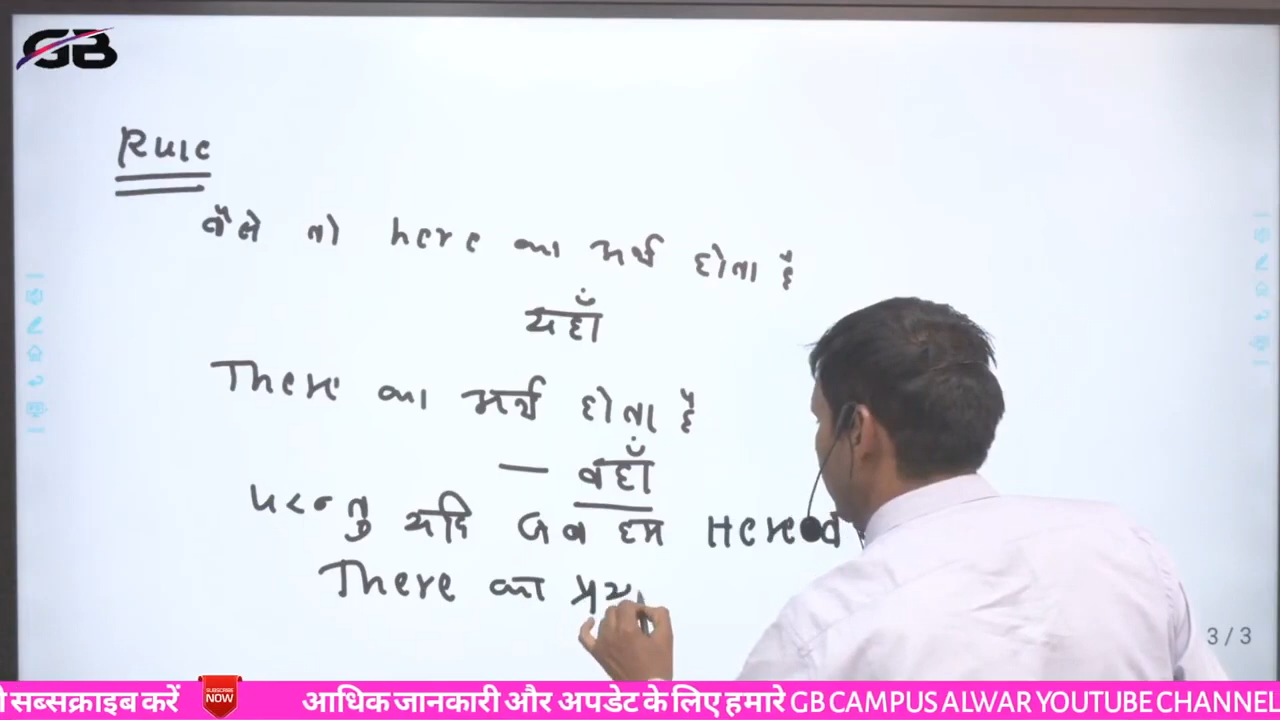 GB
Rule
वैसे तो here का अर्थ होता है
यहाँ
There का अर्थ होता है
— वहाँ
परन्तु यदि जब हम Here व
There का प्रय
3/3
सब्सक्राइब करें SUBSCRIBE NOW आधिक जानकारी और अपडेट के लिए हमारे GB CAMPUS ALWAR YOUTUBE CHANNEL